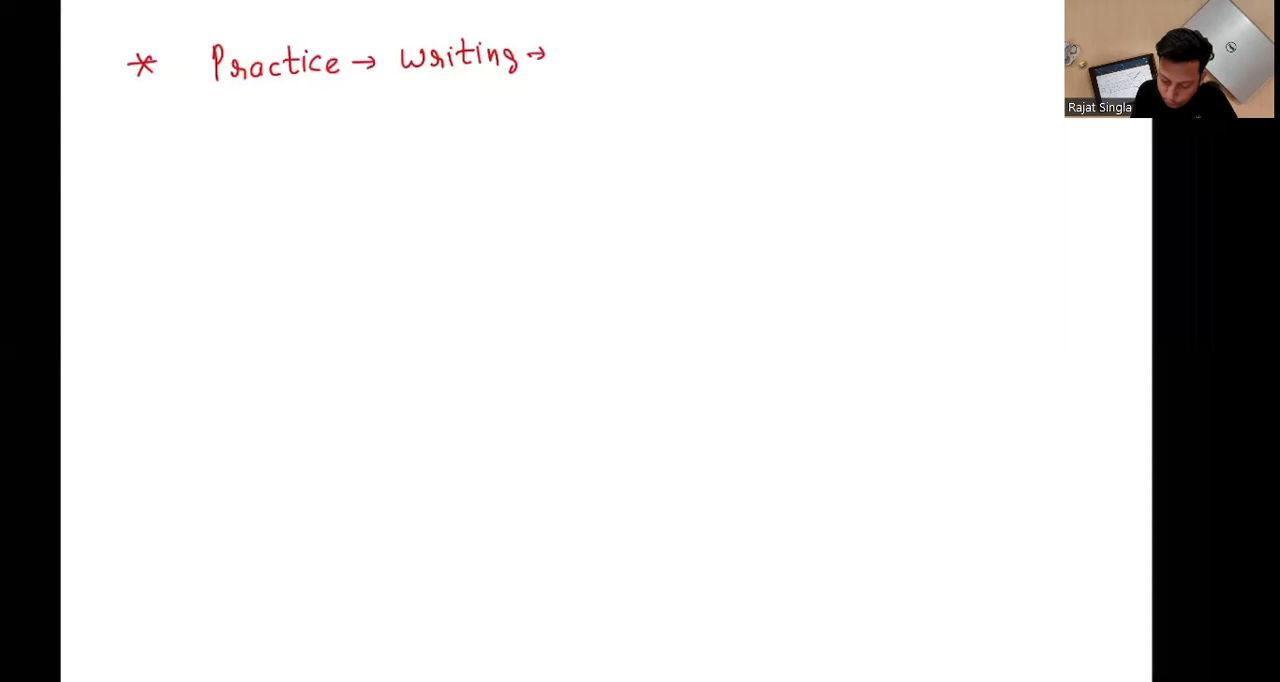 * Practice → writing →
Rajat Singla